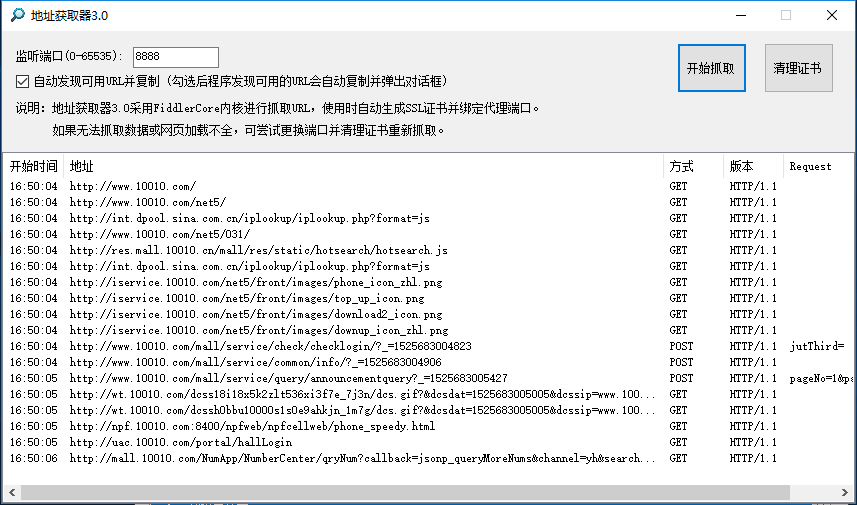 地址获取器3.0
监听端口(0-65535): 8888
自动发现可用URL并复制（勾选后程序发现可用的URL会自动复制并弹出对话框）
开始抓取 清理证书
说明：地址获取器3.0采用FiddlerCore内核进行抓取URL，使用时自动生成SSL证书并绑定代理端口。
如果无法抓取数据或网页加载不全，可尝试更换端口并清理证书重新抓取。
开始时间 地址 方式 版本 Request
16:50:04 http://www.10010.com/ GET HTTP/1.1
16:50:04 http://www.10010.com/net5/ GET HTTP/1.1
16:50:04 http://int.dpool.sina.com.cn/iplookup/iplookup.php?format=js GET HTTP/1.1
16:50:04 http://www.10010.com/net5/031/ GET HTTP/1.1
16:50:04 http://res.mall.10010.cn/mall/res/static/hotsearch/hotsearch.js GET HTTP/1.1
16:50:04 http://int.dpool.sina.com.cn/iplookup/iplookup.php?format=js GET HTTP/1.1
16:50:04 http://iservice.10010.com/net5/front/images/phone_icon_zhl.png GET HTTP/1.1
16:50:04 http://iservice.10010.com/net5/front/images/top_up_icon.png GET HTTP/1.1
16:50:04 http://iservice.10010.com/net5/front/images/download2_icon.png GET HTTP/1.1
16:50:04 http://iservice.10010.com/net5/front/images/downup_icon_zhl.png GET HTTP/1.1
16:50:04 http://www.10010.com/mall/service/check/checklogin/?_=1525683004823 POST HTTP/1.1 jutThird=
16:50:04 http://www.10010.com/mall/service/common/info/?_=1525683004906 GET HTTP/1.1
16:50:05 http://www.10010.com/mall/service/query/announcementquery?_=1525683005427 POST HTTP/1.1 pageNo=1&pa
16:50:05 http://wt.10010.com/dcss18i18x5k2zlt536xi3f7e_7j3n/dcs.gif?&dcsdat=1525683005005&dcssip=www.100... GET HTTP/1.1
16:50:05 http://wt.10010.com/dcssh0bbu10000s1s0e9ahkjn_1m7g/dcs.gif?&dcsdat=1525683005005&dcssip=www.100... GET HTTP/1.1
16:50:05 http://npf.10010.com:8400/npfweb/npfcellweb/phone_speedy.html GET HTTP/1.1
16:50:05 http://uac.10010.com/portal/hallLogin GET HTTP/1.1
16:50:06 http://mall.10010.com/NumApp/NumberCenter/qryNum?callback=jsonp_queryMoreNums&channel=yh&search... GET HTTP/1.1